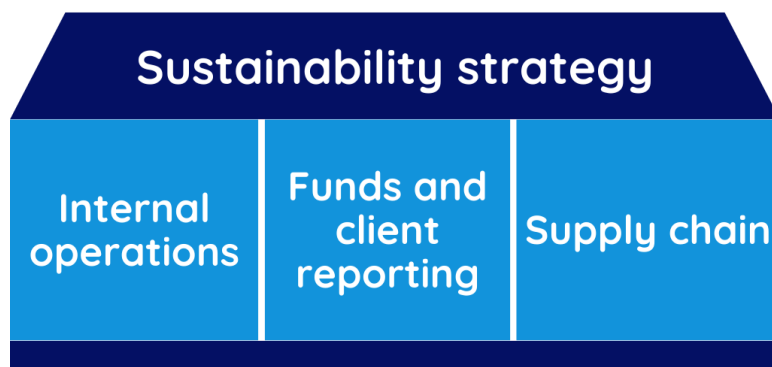 Sustainability strategy
Internal
operations
Funds and
client
reporting
Supply chain